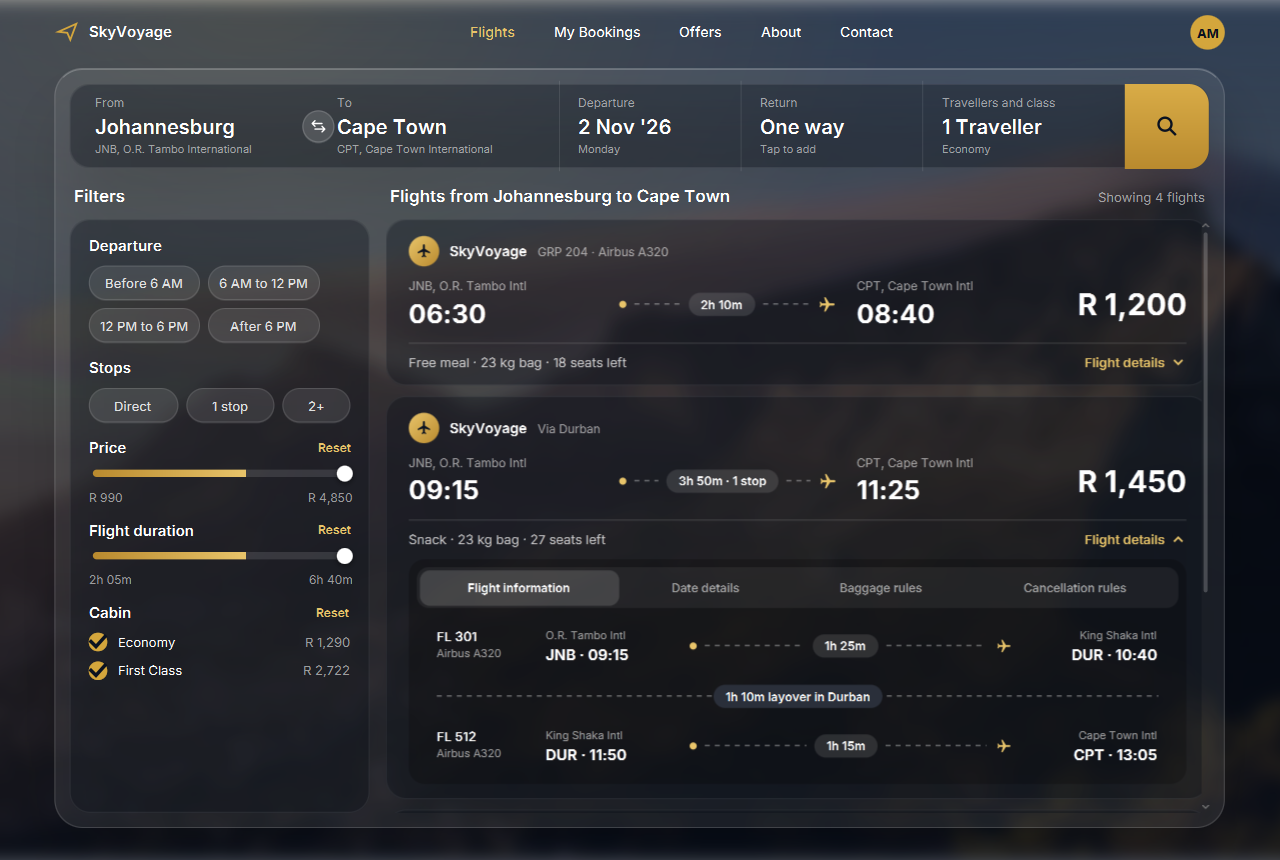 SkyVoyage
Flights
My Bookings
Offers
About
Contact
AM
From
Johannesburg
JNB, O.R. Tambo International
To
Cape Town
CPT, Cape Town International
Departure
2 Nov '26
Monday
Return
One way
Tap to add
Travellers and class
1 Traveller
Economy
Filters
Departure
Before 6 AM
6 AM to 12 PM
12 PM to 6 PM
After 6 PM
Stops
Direct
1 stop
2+
Price
Reset
R 990
R 4,850
Flight duration
Reset
2h 05m
6h 40m
Cabin
Reset
Economy
R 1,290
First Class
R 2,722
Flights from Johannesburg to Cape Town
Showing 4 flights
SkyVoyage
GRP 204 · Airbus A320
JNB, O.R. Tambo Intl
06:30
2h 10m
CPT, Cape Town Intl
08:40
R 1,200
Free meal · 23 kg bag · 18 seats left
Flight details
SkyVoyage
Via Durban
JNB, O.R. Tambo Intl
09:15
3h 50m · 1 stop
CPT, Cape Town Intl
11:25
R 1,450
Snack · 23 kg bag · 27 seats left
Flight details
Flight information
Date details
Baggage rules
Cancellation rules
FL 301
Airbus A320
O.R. Tambo Intl
JNB · 09:15
1h 25m
King Shaka Intl
DUR · 10:40
1h 10m layover in Durban
FL 512
Airbus A320
King Shaka Intl
DUR · 11:50
1h 15m
Cape Town Intl
CPT · 13:05